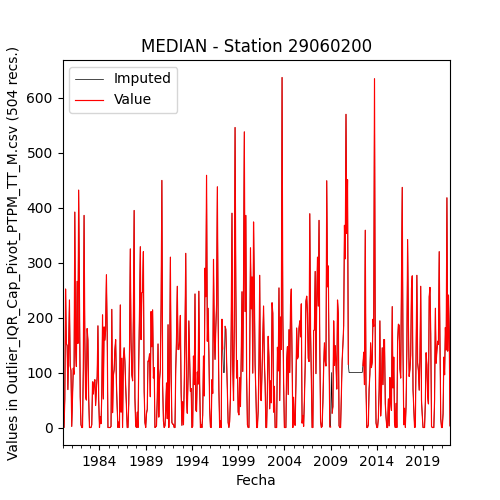 MEDIAN - Station 29060200
Imputed
Value
Values in Outlier_IQR_Cap_Pivot_PTPM_TT_M.csv (504 recs.)
600
500
400
300
200
100
0
1984 1989 1994 1999 2004 2009 2014 2019
Fecha